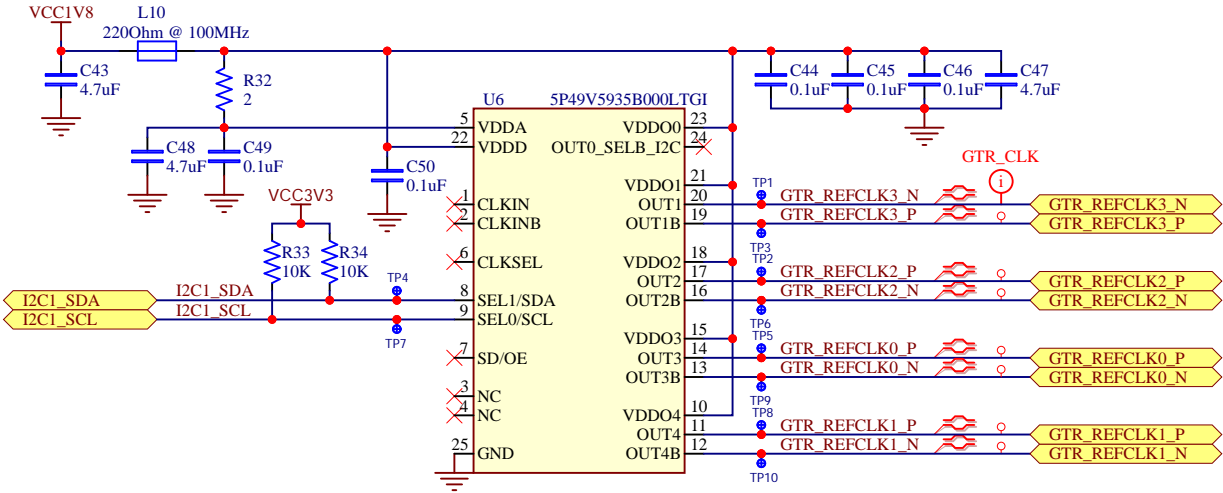 VCC1V8
L10
220Ohm @ 100MHz
C43
4.7uF
R32
2
C44
0.1uF
C45
0.1uF
C46
0.1uF
C47
4.7uF
U6
5P49V5935B000LTGI
C48
4.7uF
C49
0.1uF
C50
0.1uF
VCC3V3
R33
10K
R34
10K
5 VDDA
22 VDDD
1 CLKIN
2 CLKINB
6 CLKSEL
8 SEL1/SDA
9 SEL0/SCL
7 SD/OE
3 NC
4 NC
25 GND
VDDO0 23
OUT0_SELB_I2C 24
VDDO1 21
OUT1 20
OUT1B 19
VDDO2 18
OUT2 17
OUT2B 16
VDDO3 15
OUT3 14
OUT3B 13
VDDO4 10
OUT4 11
OUT4B 12
I2C1_SDA I2C1_SDA TP4
I2C1_SCL I2C1_SCL TP7
GTR_CLK
i
TP1 GTR_REFCLK3_N GTR_REFCLK3_N
TP3 GTR_REFCLK3_P GTR_REFCLK3_P
TP2 GTR_REFCLK2_P GTR_REFCLK2_P
TP6 GTR_REFCLK2_N GTR_REFCLK2_N
TP5 GTR_REFCLK0_P GTR_REFCLK0_P
TP9 GTR_REFCLK0_N GTR_REFCLK0_N
TP8 GTR_REFCLK1_P GTR_REFCLK1_P
TP10 GTR_REFCLK1_N GTR_REFCLK1_N